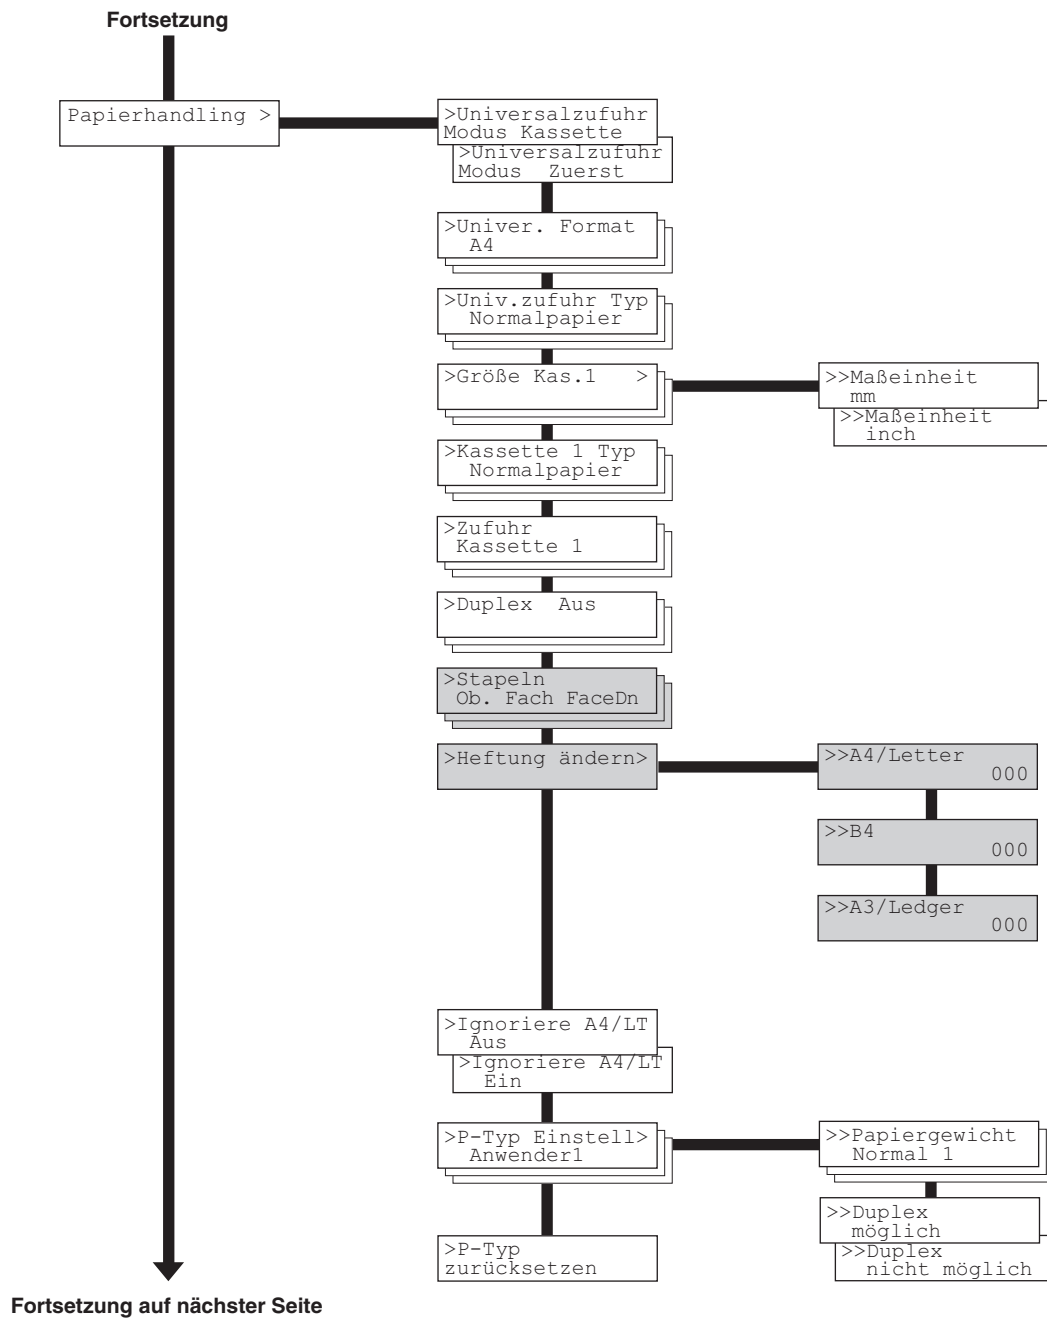 Fortsetzung
Papierhandling >
>Universalzufuhr
Modus Kassette
>Universalzufuhr
Modus  Zuerst
>Univer. Format
A4
>Univ.zufuhr Typ
Normalpapier
>Größe Kas.1   >
>>Maßeinheit
mm
>>Maßeinheit
inch
>Kassette 1 Typ
Normalpapier
>Zufuhr
Kassette 1
>Duplex  Aus
>Stapeln
Ob. Fach FaceDn
>Heftung ändern>
>>A4/Letter
000
>>B4
000
>>A3/Ledger
000
>Ignoriere A4/LT
Aus
>Ignoriere A4/LT
Ein
>P-Typ Einstell>
Anwender1
>>Papiergewicht
Normal 1
>>Duplex
möglich
>>Duplex
nicht möglich
>P-Typ
zurücksetzen
Fortsetzung auf nächster Seite